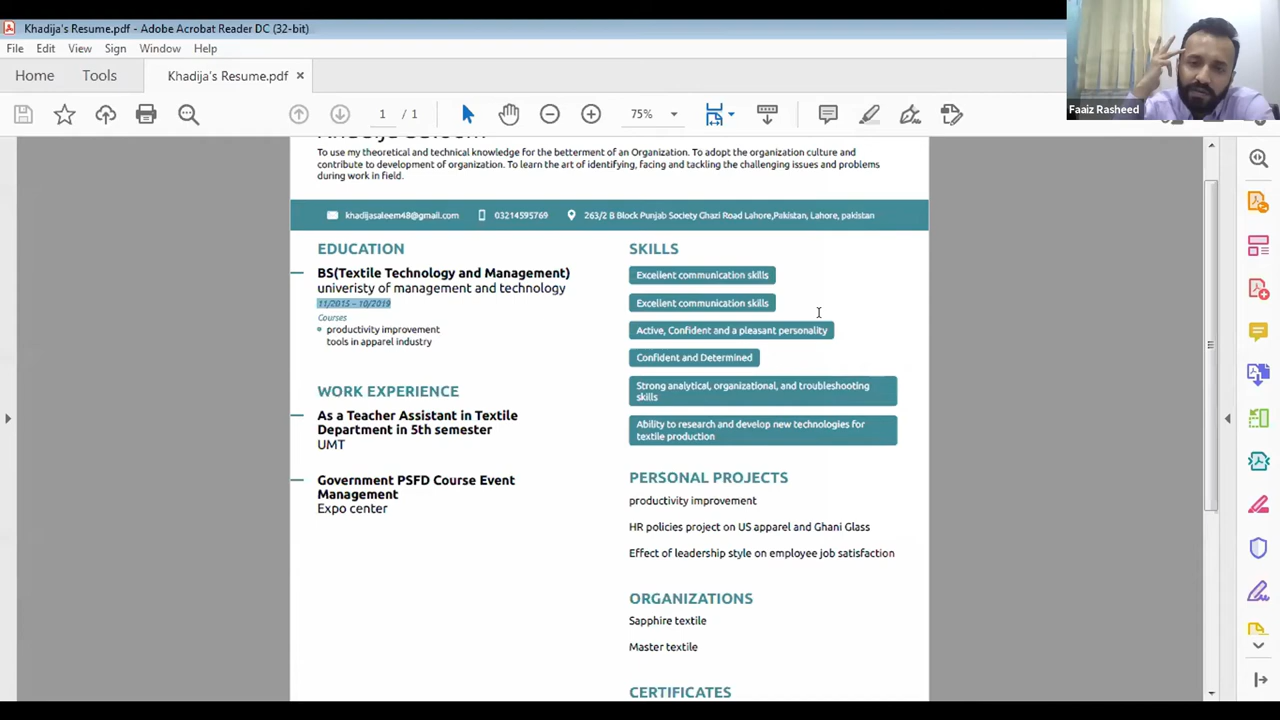 Khadija's Resume.pdf - Adobe Acrobat Reader DC (32-bit)
File Edit View Sign Window Help
Home Tools Khadija's Resume.pdf ×
1 / 1 75%
Faaiz Rasheed
To use my theoretical and technical knowledge for the betterment of an Organization. To adopt the organization culture and
contribute to development of organization. To learn the art of identifying, facing and tackling the challenging issues and problems
during work in field.
khadijasaleem48@gmail.com 03214595769 263/2 B Block Punjab Society Ghazi Road Lahore,Pakistan, Lahore, pakistan
EDUCATION
BS(Textile Technology and Management)
univeristy of management and technology
11/2015 – 10/2019
Courses
productivity improvement
tools in apparel industry
WORK EXPERIENCE
As a Teacher Assistant in Textile
Department in 5th semester
UMT
Government PSFD Course Event
Management
Expo center
SKILLS
Excellent communication skills
Excellent communication skills
Active, Confident and a pleasant personality
Confident and Determined
Strong analytical, organizational, and troubleshooting
skills
Ability to research and develop new technologies for
textile production
PERSONAL PROJECTS
productivity improvement
HR policies project on US apparel and Ghani Glass
Effect of leadership style on employee job satisfaction
ORGANIZATIONS
Sapphire textile
Master textile
CERTIFICATES